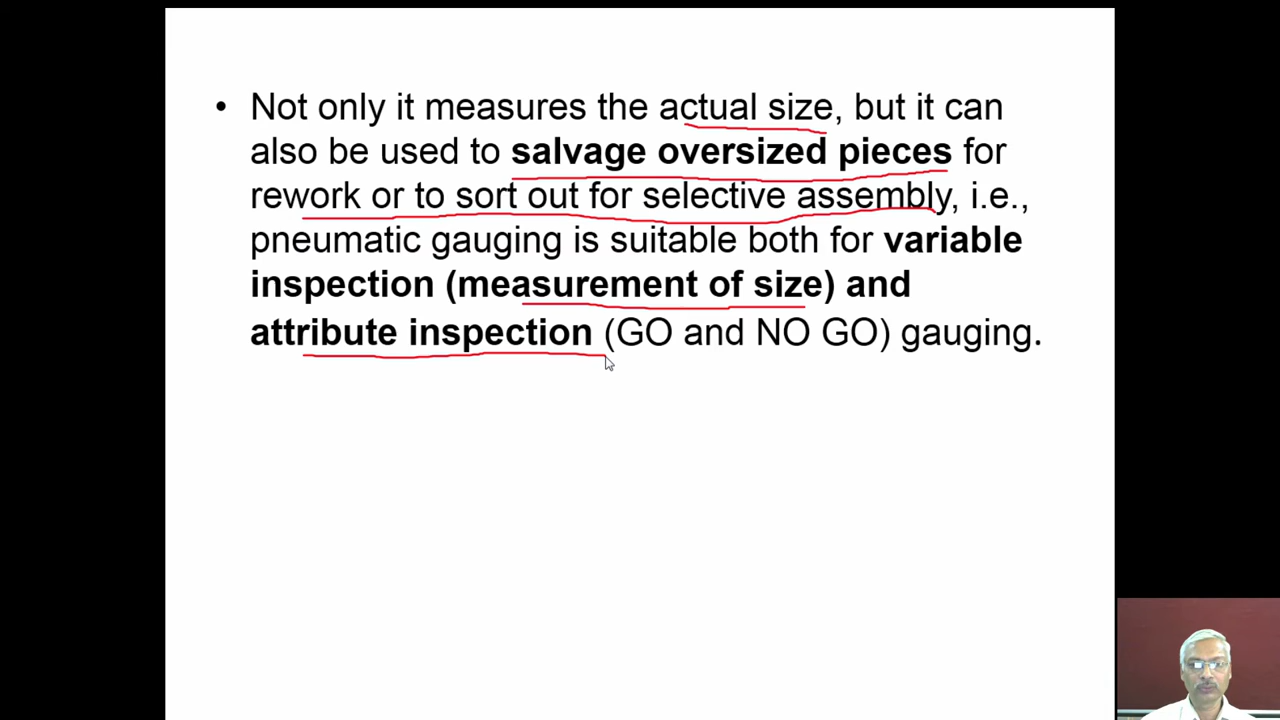 • Not only it measures the actual size, but it can
also be used to salvage oversized pieces for
rework or to sort out for selective assembly, i.e.,
pneumatic gauging is suitable both for variable
inspection (measurement of size) and
attribute inspection (GO and NO GO) gauging.